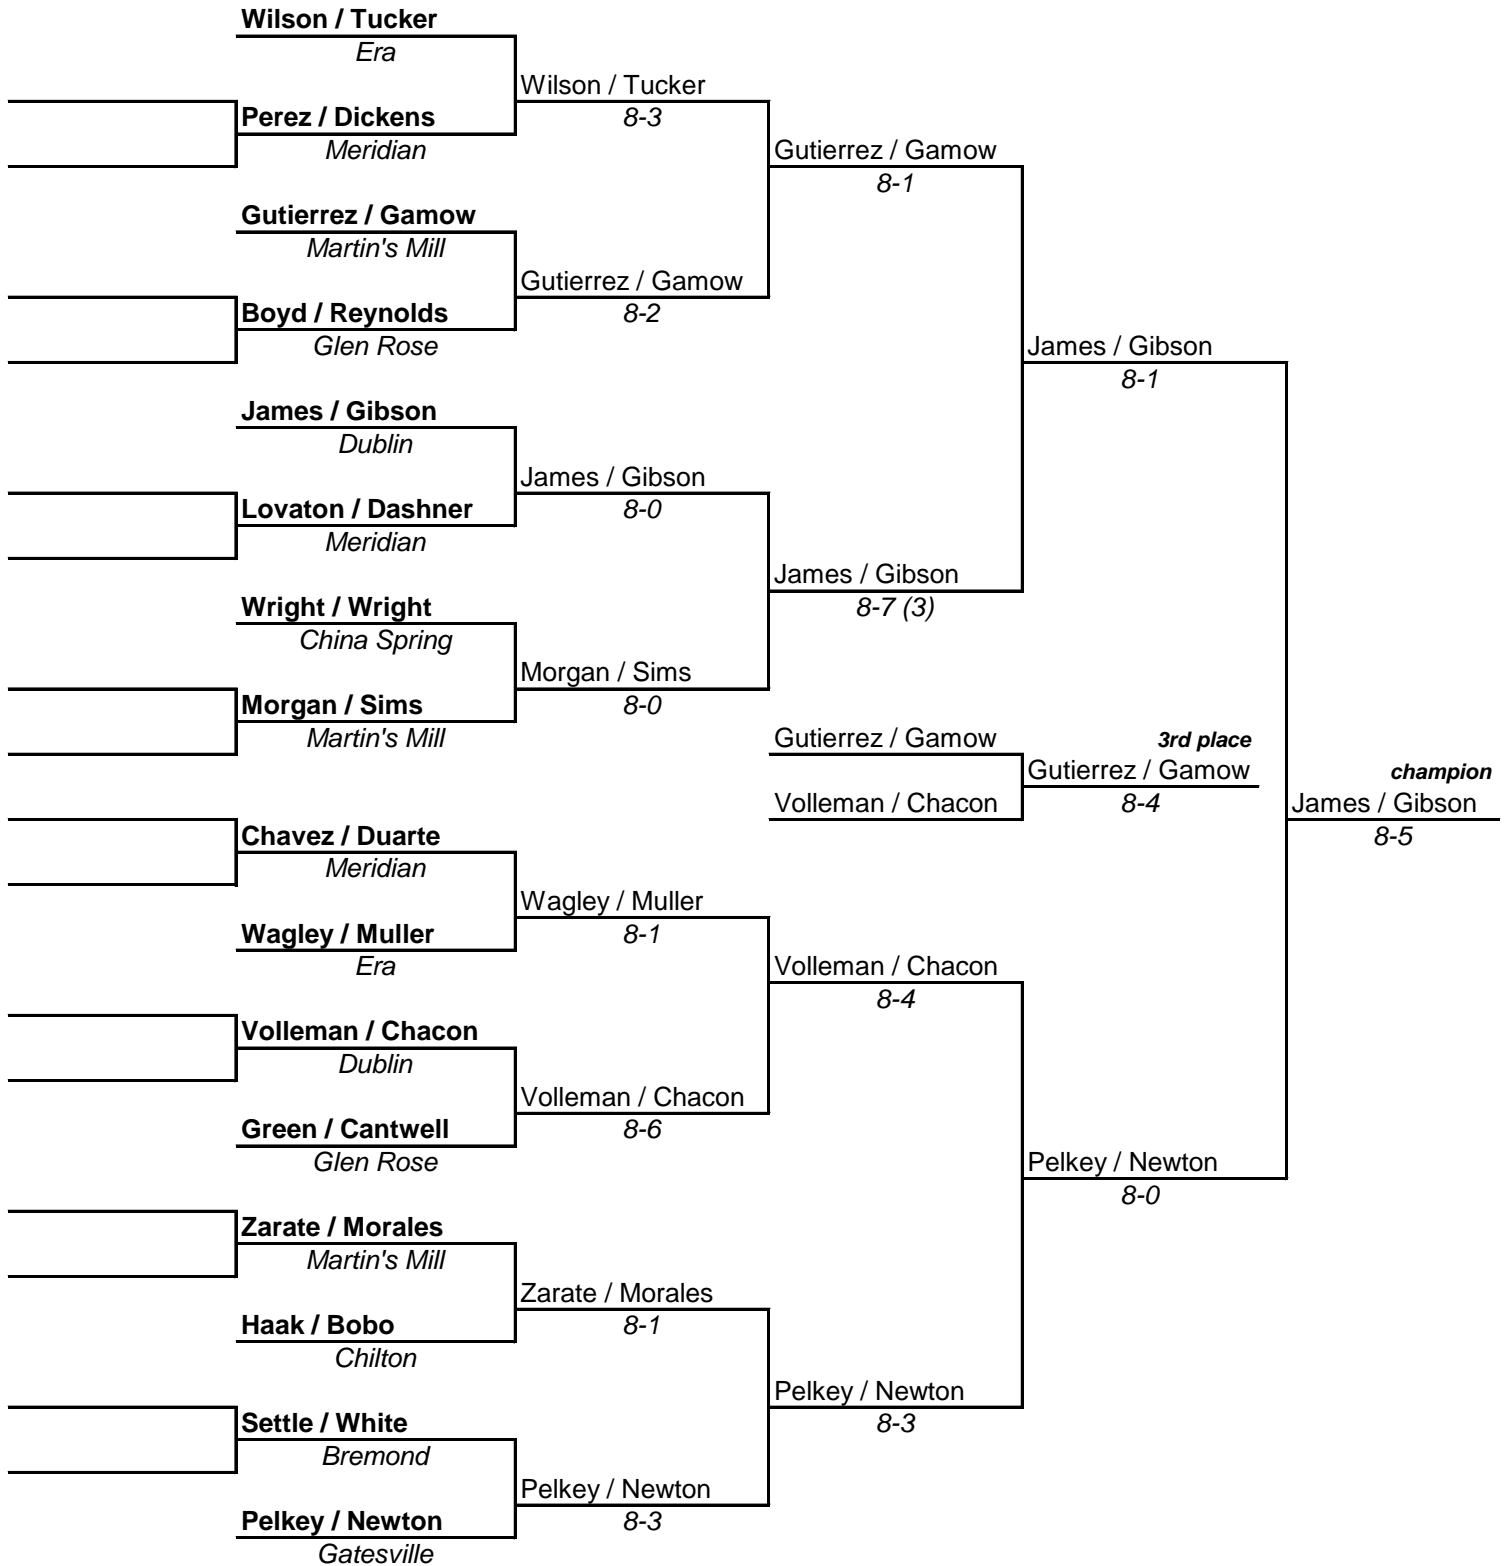 Wilson / Tucker
Era
Perez / Dickens
Meridian
Gutierrez / Gamow
Martin's Mill
Boyd / Reynolds
Glen Rose
James / Gibson
Dublin
Lovaton / Dashner
Meridian
Wright / Wright
China Spring
Morgan / Sims
Martin's Mill
Chavez / Duarte
Meridian
Wagley / Muller
Era
Volleman / Chacon
Dublin
Green / Cantwell
Glen Rose
Zarate / Morales
Martin's Mill
Haak / Bobo
Chilton
Settle / White
Bremond
Pelkey / Newton
Gatesville
Wilson / Tucker
8-3
Gutierrez / Gamow
8-2
James / Gibson
8-0
Morgan / Sims
8-0
Wagley / Muller
8-1
Volleman / Chacon
8-6
Zarate / Morales
8-1
Pelkey / Newton
8-3
Gutierrez / Gamow
8-1
James / Gibson
8-7 (3)
Gutierrez / Gamow
Volleman / Chacon
Volleman / Chacon
8-4
Pelkey / Newton
8-3
James / Gibson
8-1
3rd place
Gutierrez / Gamow
8-4
Pelkey / Newton
8-0
champion
James / Gibson
8-5